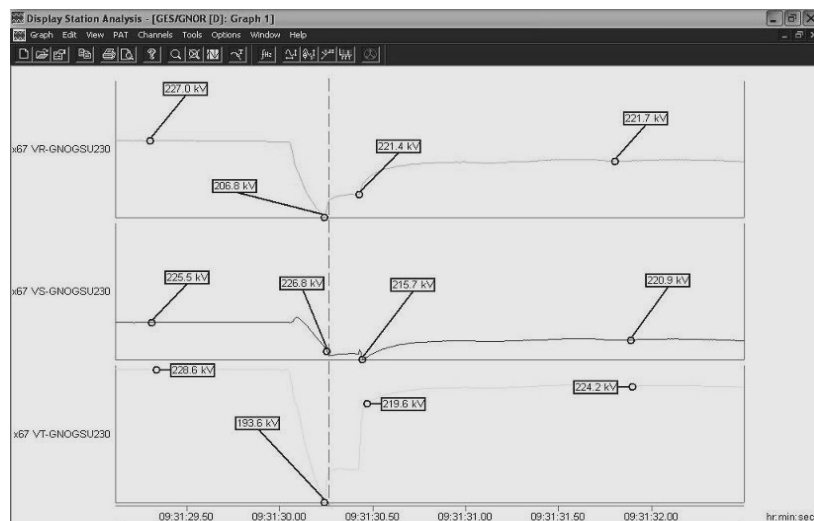 Display Station Analysis - [GES/GNOR [D]: Graph 1]
Graph Edit View PAT Channels Tools Options Window Help
fHz
227.0 kV
x67 VR-GNOGSU230
206.8 kV
221.4 kV
221.7 kV
225.5 kV
x67 VS-GNOGSU230
226.8 kV
215.7 kV
220.9 kV
228.6 kV
x67 VT-GNOGSU230
193.6 kV
219.6 kV
224.2 kV
09:31:29.50 09:31:30.00 09:31:30.50 09:31:31.00 09:31:31.50 09:31:32.00 hr:min:sec